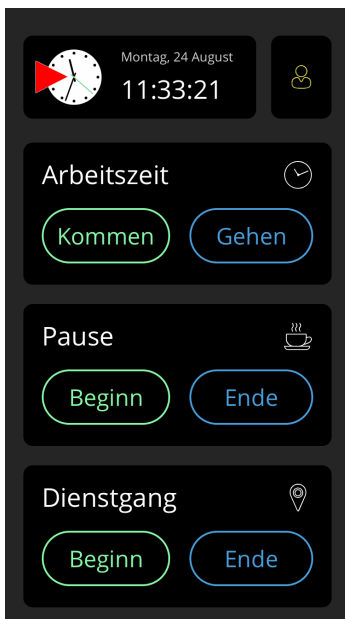 Montag, 24 August
11:33:21
Arbeitszeit
Kommen Gehen
Pause
Beginn Ende
Dienstgang
Beginn Ende